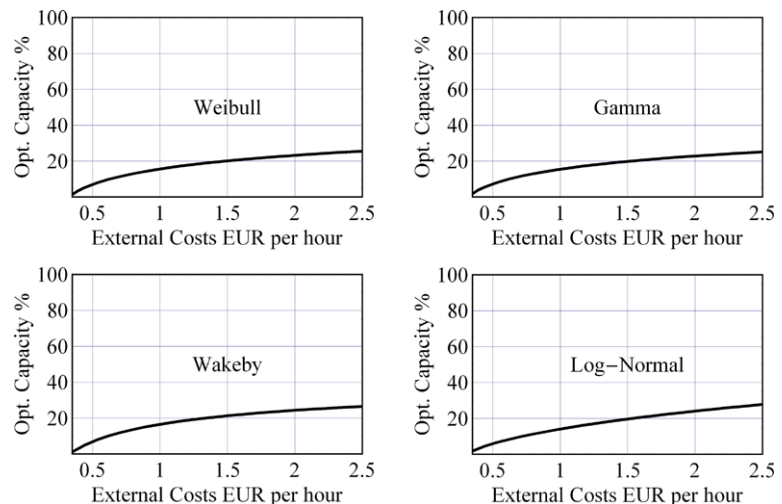 100
80
60
40
20
Opt. Capacity %
Weibull
0.5 1 1.5 2 2.5
External Costs EUR per hour
100
80
60
40
20
Opt. Capacity %
Gamma
0.5 1 1.5 2 2.5
External Costs EUR per hour
100
80
60
40
20
Opt. Capacity %
Wakeby
0.5 1 1.5 2 2.5
External Costs EUR per hour
100
80
60
40
20
Opt. Capacity %
Log−Normal
0.5 1 1.5 2 2.5
External Costs EUR per hour